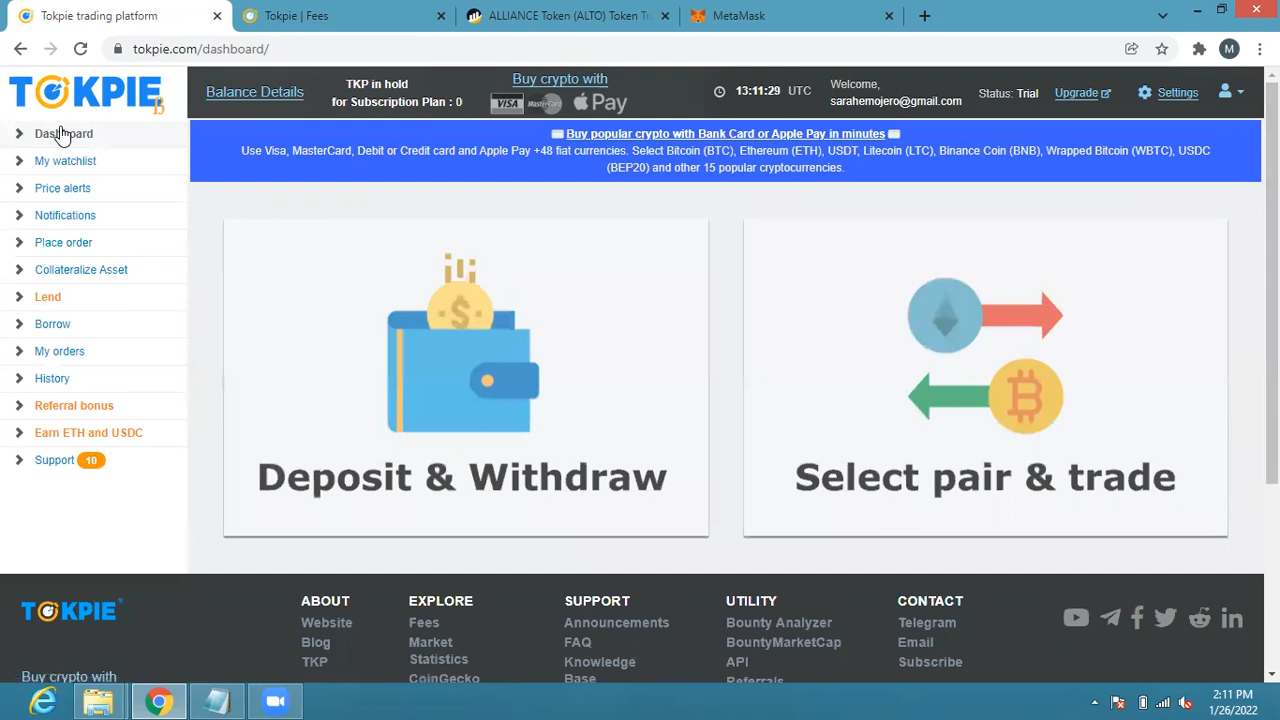 Tokpie trading platform
Tokpie | Fees
ALLIANCE Token (ALTO) Token Tr
MetaMask
tokpie.com/dashboard/
M
TOKPIE
Balance Details
TKP in hold
for Subscription Plan : 0
Buy crypto with
VISA MasterCard Pay
13:11:29 UTC
Welcome,
sarahemojero@gmail.com
Status: Trial
Upgrade
Settings
Buy popular crypto with Bank Card or Apple Pay in minutes
Use Visa, MasterCard, Debit or Credit card and Apple Pay +48 fiat currencies. Select Bitcoin (BTC), Ethereum (ETH), USDT, Litecoin (LTC), Binance Coin (BNB), Wrapped Bitcoin (WBTC), USDC
(BEP20) and other 15 popular cryptocurrencies.
Dashboard
My watchlist
Price alerts
Notifications
Place order
Collateralize Asset
Lend
Borrow
My orders
History
Referral bonus
Earn ETH and USDC
Support 10
Deposit & Withdraw
Select pair & trade
TOKPIE
Buy crypto with
ABOUT
Website
Blog
TKP
EXPLORE
Fees
Market
Statistics
CoinGecko
SUPPORT
Announcements
FAQ
Knowledge
Base
UTILITY
Bounty Analyzer
BountyMarketCap
API
Referrals
CONTACT
Telegram
Email
Subscribe
2:11 PM
1/26/2022